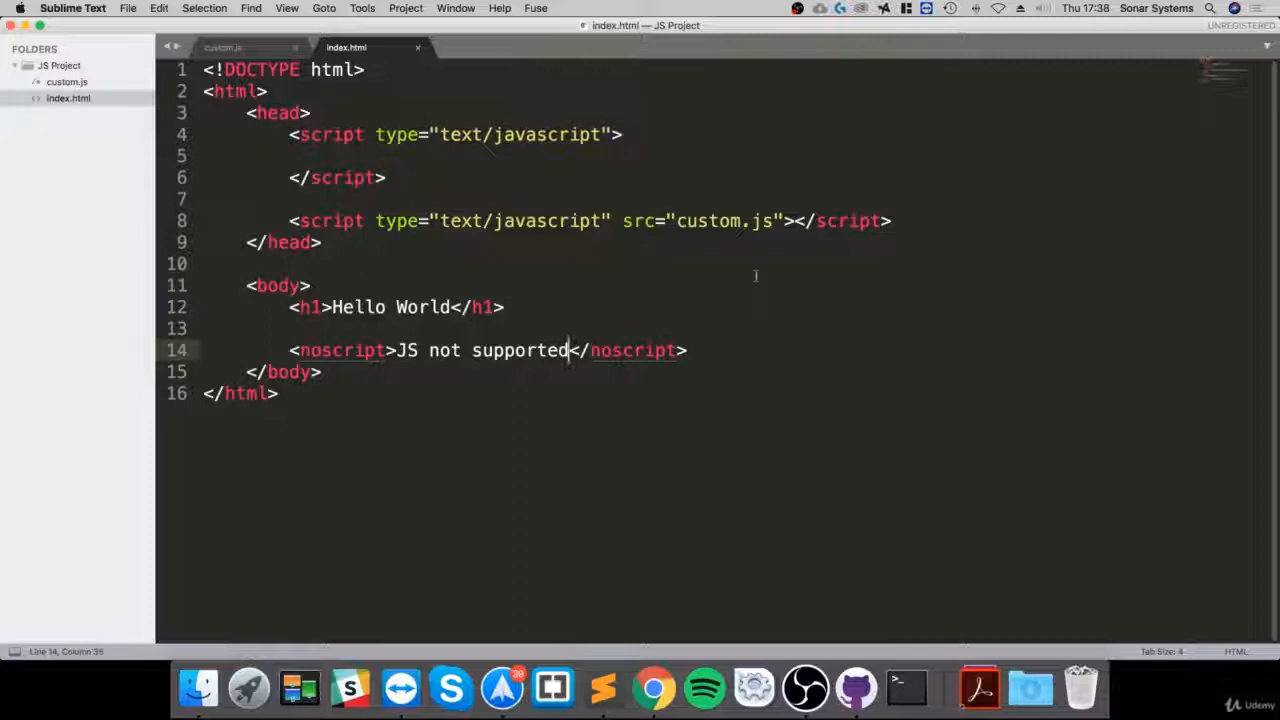 Sublime Text File Edit Selection Find View Goto Tools Project Window Help Fuse Thu 17:38 Sonar Systems
index.html — JS Project UNREGISTERED
FOLDERS
JS Project
custom.js
index.html
custom.js index.html
1 <!DOCTYPE html>
2 <html>
3 <head>
4 <script type="text/javascript">
5
6 </script>
7
8 <script type="text/javascript" src="custom.js"></script>
9 </head>
10
11 <body>
12 <h1>Hello World</h1>
13
14 <noscript>JS not supported</noscript>
15 </body>
16 </html>
Line 14, Column 35 Tab Size: 4 HTML
39
Udemy